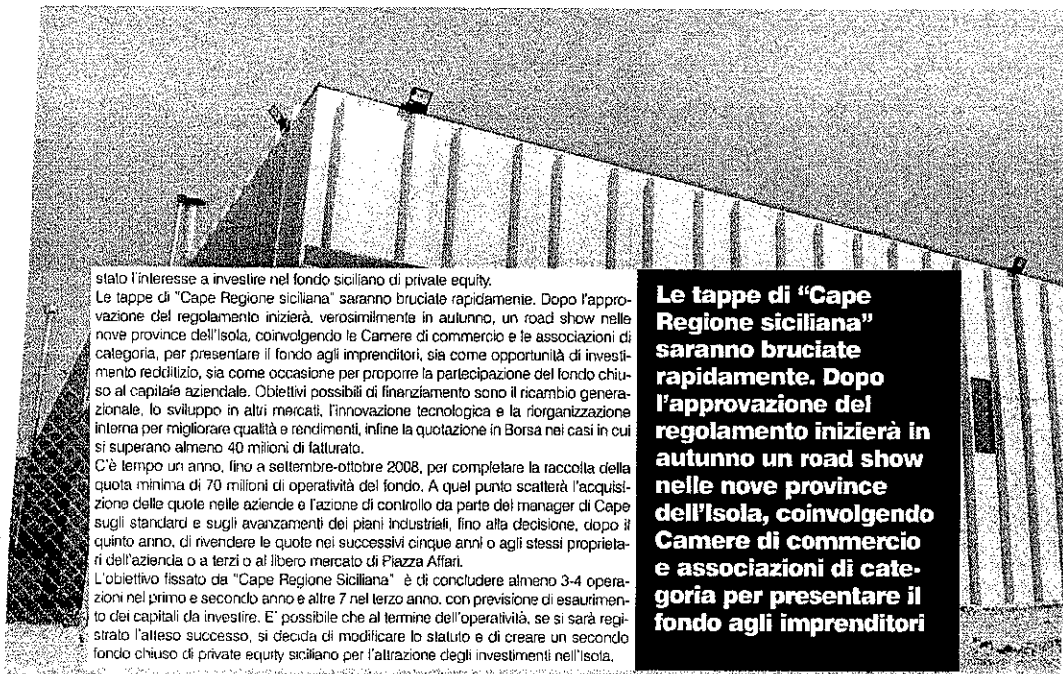 stato l'interesse a investire nel fondo siciliano di private equity.
Le tappe di "Cape Regione siciliana" saranno bruciate rapidamente. Dopo l'appro-
vazione del regolamento inizierà, verosimilmente in autunno, un road show nelle
nove province dell'Isola, coinvolgendo le Camere di commercio e le associazioni di
categoria, per presentare il fondo agli imprenditori, sia come opportunità di investi-
mento redditizio, sia come occasione per proporre la partecipazione del fondo chiu-
so al capitale aziendale. Obiettivi possibili di finanziamento sono il ricambio genera-
zionale, lo sviluppo in altri mercati, l'innovazione tecnologica e la riorganizzazione
interna per migliorare qualità e rendimenti, infine la quotazione in Borsa nei casi in cui
si superano almeno 40 milioni di fatturato.
C'è tempo un anno, fino a settembre-ottobre 2008, per completare la raccolta della
quota minima di 70 milioni di operatività del fondo. A quel punto scatterà l'acquisi-
zione delle quote nelle aziende e l'azione di controllo da parte dei manager di Cape
sugli standard e sugli avanzamenti dei piani industriali, fino alla decisione, dopo il
quinto anno, di rivendere le quote nei successivi cinque anni o agli stessi proprieta-
ri dell'azienda o a terzi o al libero mercato di Piazza Affari.
L'obiettivo fissato da "Cape Regione Siciliana" è di concludere almeno 3-4 opera-
zioni nel primo e secondo anno e altre 7 nel terzo anno, con previsione di esaurimen-
to dei capitali da investire. E' possibile che al termine dell'operatività, se si sarà regi-
strato l'atteso successo, si decida di modificare lo statuto e di creare un secondo
fondo chiuso di private equity siciliano per l'attrazione degli investimenti nell'Isola.
Le tappe di "Cape
Regione siciliana"
saranno bruciate
rapidamente. Dopo
l'approvazione del
regolamento inizierà in
autunno un road show
nelle nove province
dell'Isola, coinvolgendo
Camere di commercio
e associazioni di cate-
goria per presentare il
fondo agli imprenditori